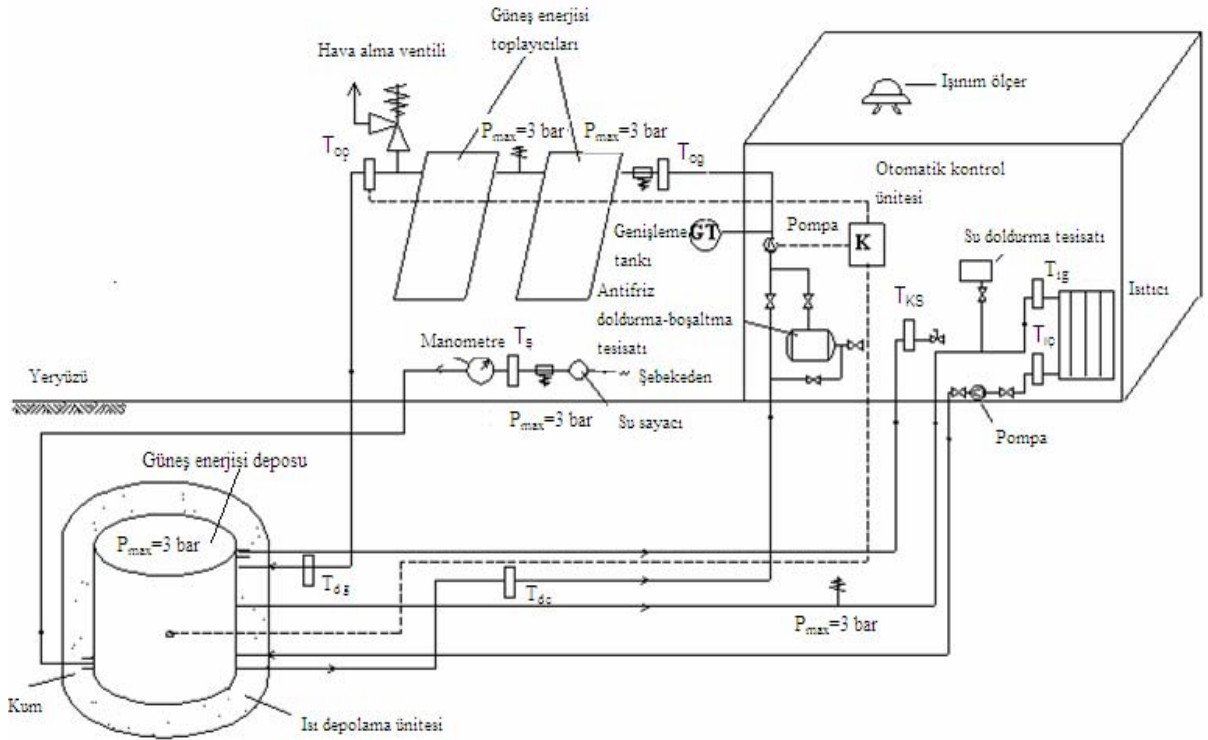 Güneş enerjisi
toplayıcıları
Hava alma ventili
Işınım ölçer
Pmax=3 bar
Pmax=3 bar
Top
Tog
Otomatik kontrol
ünitesi
Genişleme
tankı
GT
Pompa
K
Su doldurma tesisatı
Antifriz
doldurma-boşaltma
tesisatı
TKS
Tıg
Isıtıcı
Tıç
Manometre
Tş
Şebekeden
Yeryüzü
Pmax=3 bar
Su sayacı
Pompa
Güneş enerjisi deposu
Pmax=3 bar
Tdg
Tdç
Pmax=3 bar
Kum
Isı depolama ünitesi